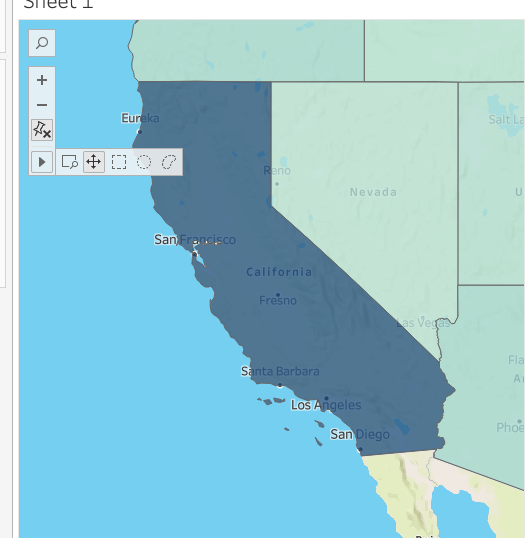 Sheet 1
Eureka
Salt La
Reno
Nevada
U
San Francisco
California
Fresno
Las Vegas
Fla
Santa Barbara
A
Los Angeles
Phoe
San Diego